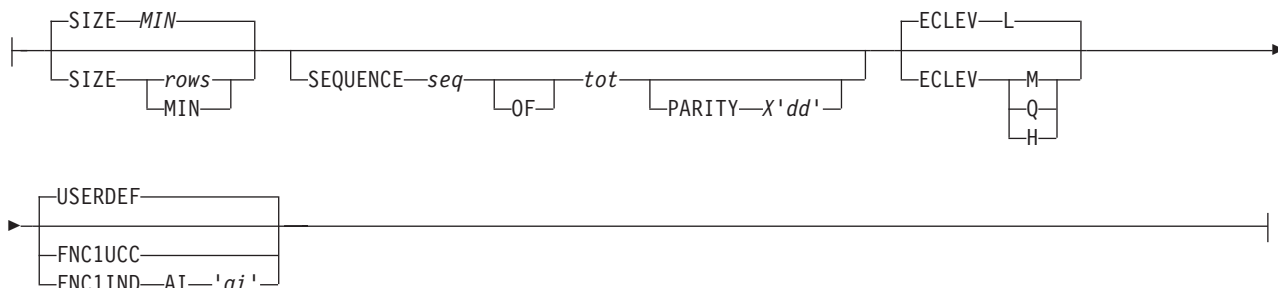 SIZE MIN ECLEV L
SIZE rows SEQUENCE seq tot ECLEV M
MIN OF PARITY X'dd' Q
H
USERDEF
FNC1UCC
FNC1IND AI 'ai'